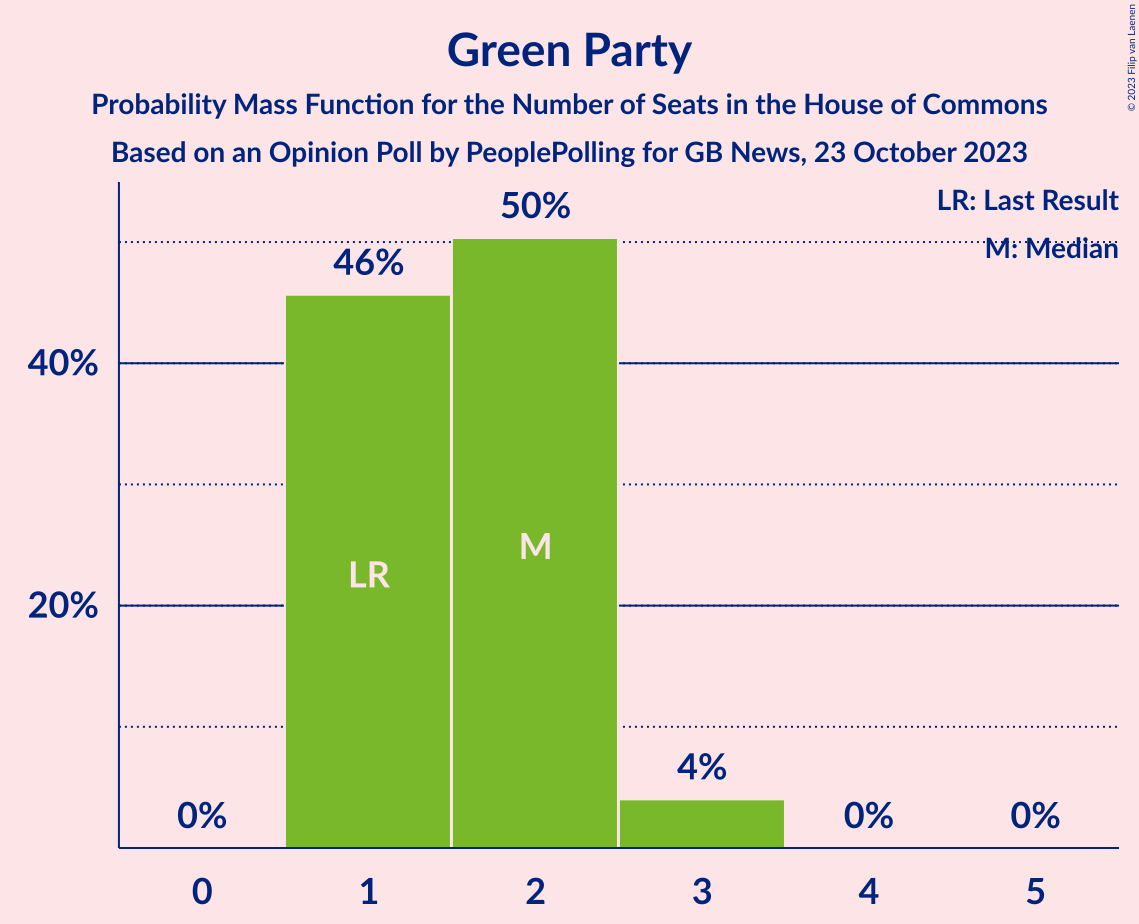 Green Party
Probability Mass Function for the Number of Seats in the House of Commons
Based on an Opinion Poll by PeoplePolling for GB News, 23 October 2023
© 2023 Filip van Laenen
LR: Last Result
M: Median
50%
46%
40%
M
LR
20%
4%
0%
0%
0%
0 1 2 3 4 5